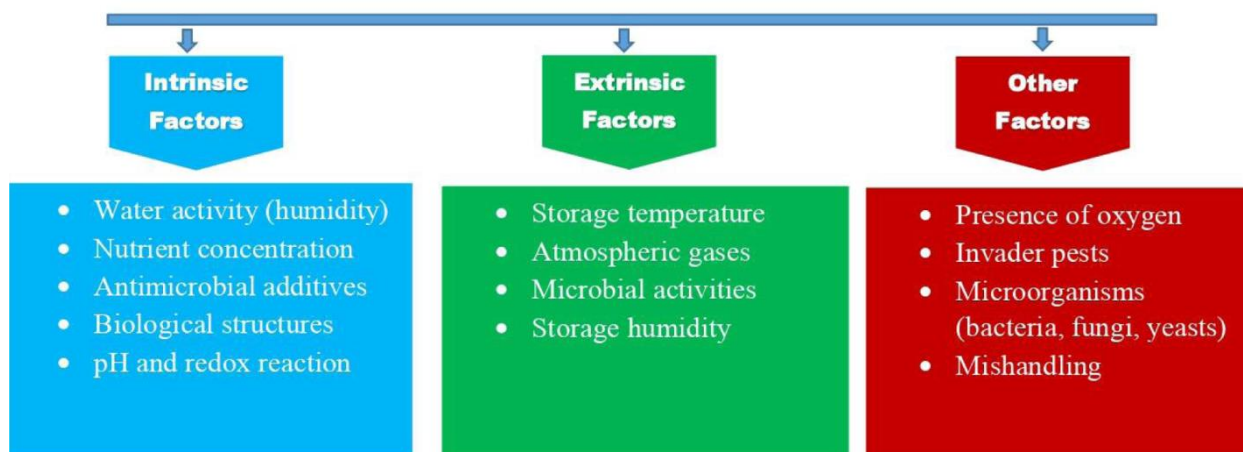 Intrinsic
Factors
• Water activity (humidity)
• Nutrient concentration
• Antimicrobial additives
• Biological structures
• pH and redox reaction
Extrinsic
Factors
• Storage temperature
• Atmospheric gases
• Microbial activities
• Storage humidity
Other
Factors
• Presence of oxygen
• Invader pests
• Microorganisms
(bacteria, fungi, yeasts)
• Mishandling